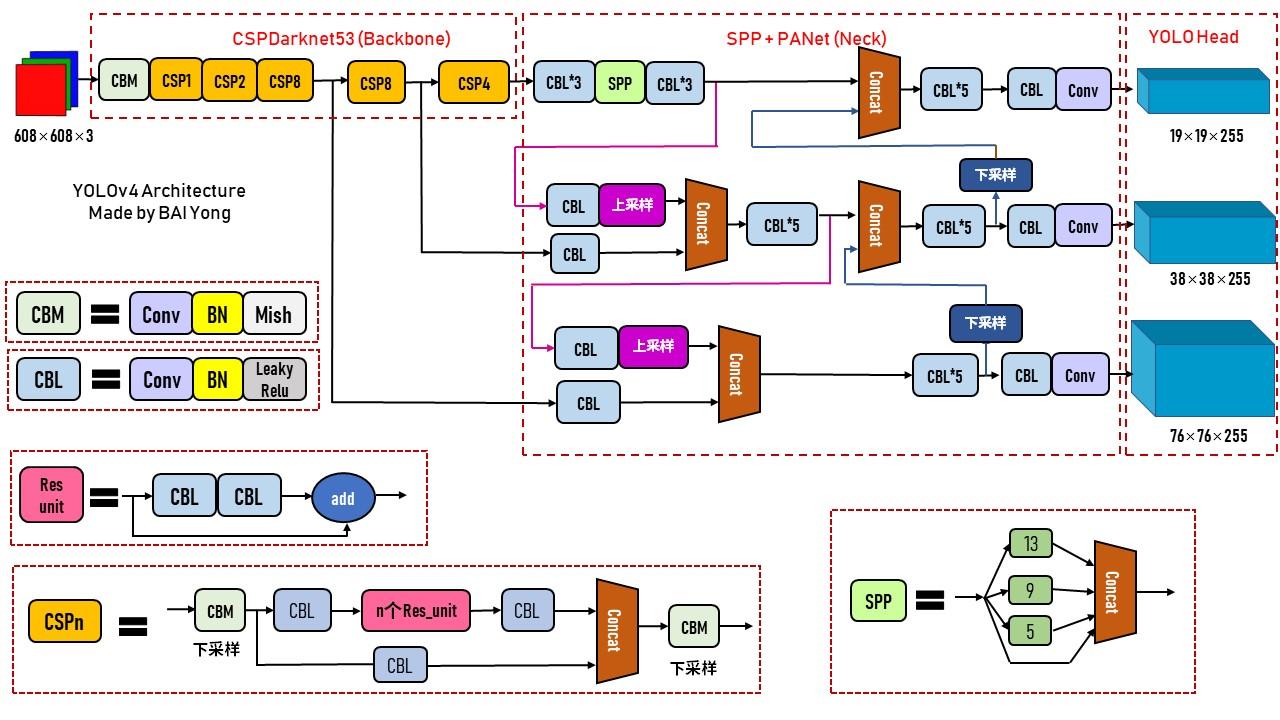 CSPDarknet53 (Backbone)
SPP + PANet (Neck)
YOLO Head
CBM
CSP1
CSP2
CSP8
CSP8
CSP4
CBL*3
SPP
CBL*3
Concat
CBL*5
CBL
Conv
608×608×3
19×19×255
YOLOv4 Architecture
Made by BAI Yong
下采样
CBL
上采样
Concat
CBL*5
Concat
CBL*5
CBL
Conv
CBL
38×38×255
下采样
CBL
上采样
Concat
CBL*5
CBL
Conv
CBL
76×76×255
CBM
Conv
BN
Mish
CBL
Conv
BN
Leaky
Relu
Res
unit
CBL
CBL
add
CSPn
CBM
下采样
CBL
n个Res_unit
CBL
CBL
Concat
CBM
下采样
SPP
13
9
5
Concat